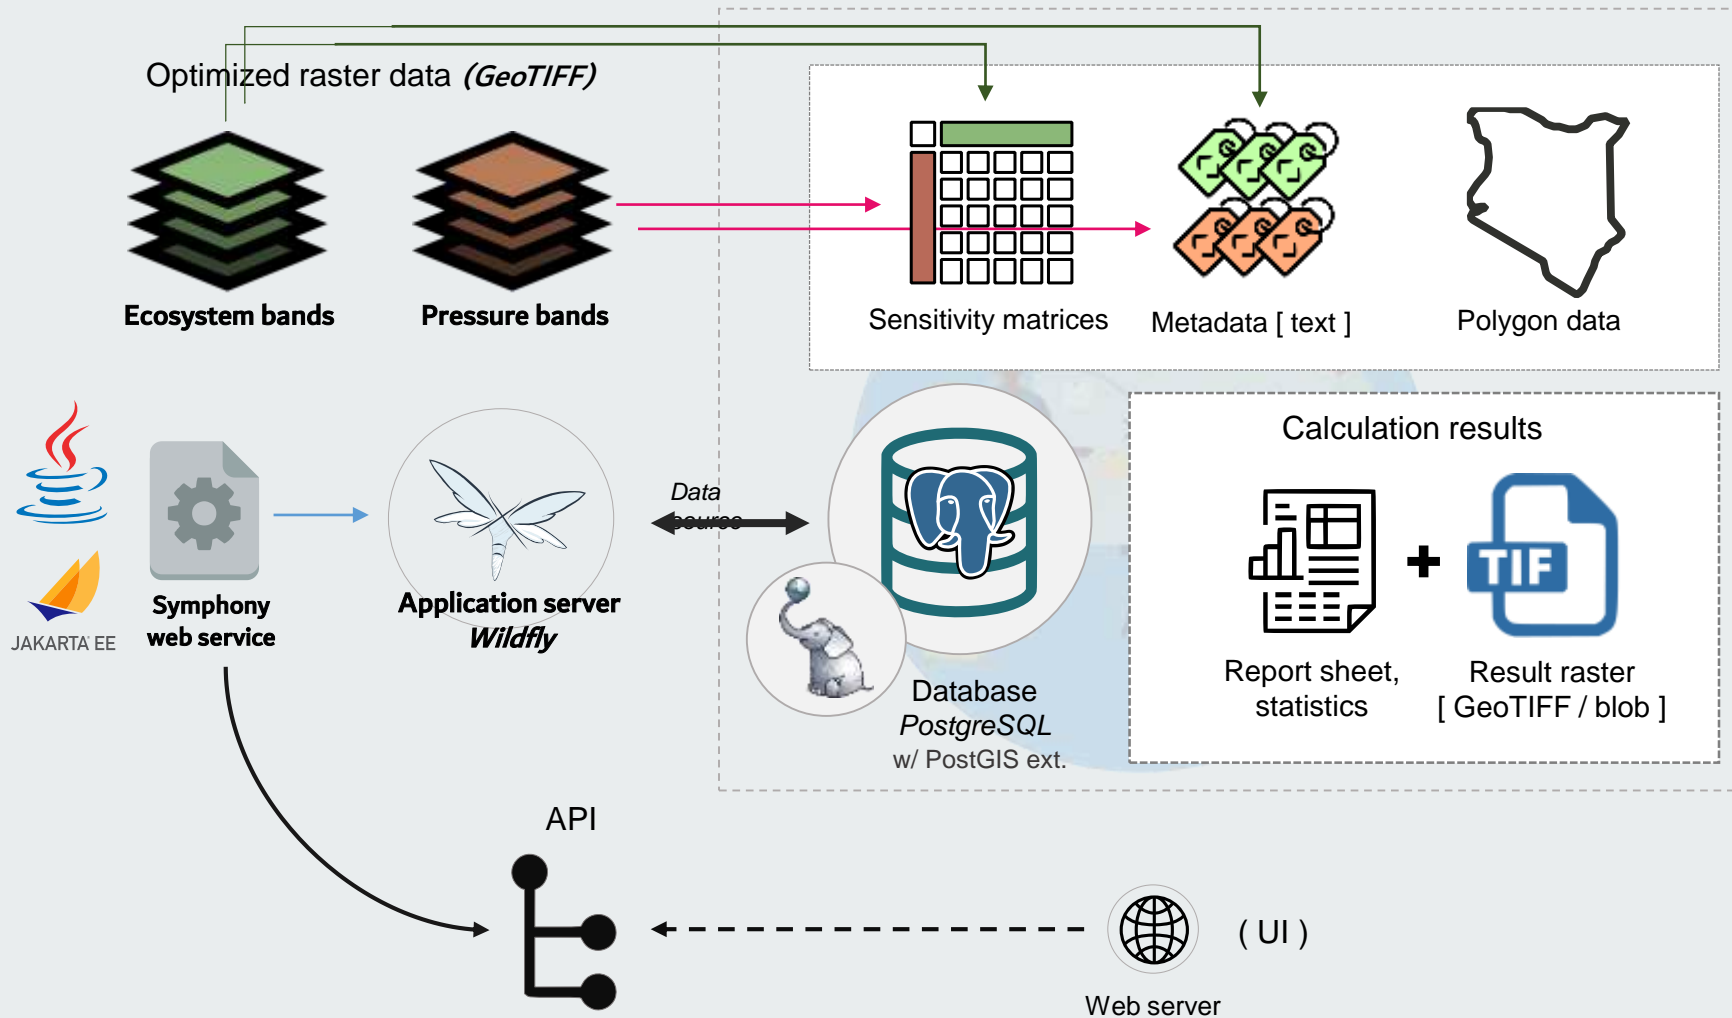 Optimized raster data (GeoTIFF)
Ecosystem bands
Pressure bands
Sensitivity matrices
Metadata [ text ]
Polygon data
JAKARTA EE
Symphony
web service
Application server
Wildfly
Data
source
Database
PostgreSQL
w/ PostGIS ext.
Calculation results
TIF
Report sheet,
statistics
Result raster
[ GeoTIFF / blob ]
API
( UI )
Web server